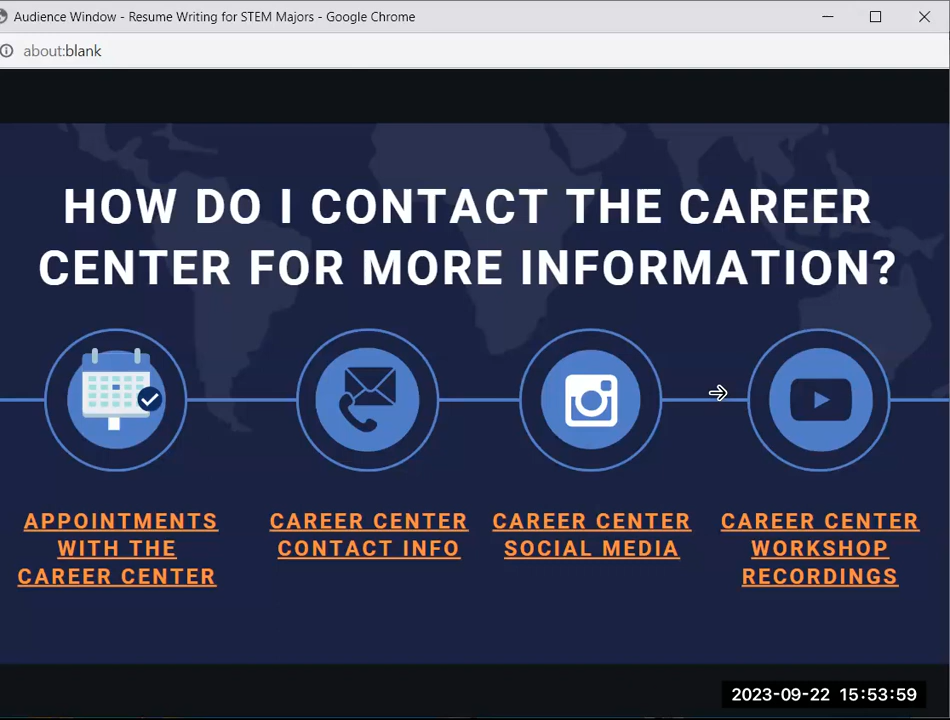 Audience Window - Resume Writing for STEM Majors - Google Chrome
about:blank
HOW DO I CONTACT THE CAREER
CENTER FOR MORE INFORMATION?
APPOINTMENTS
WITH THE
CAREER CENTER
CAREER CENTER
CONTACT INFO
CAREER CENTER
SOCIAL MEDIA
CAREER CENTER
WORKSHOP
RECORDINGS
2023-09-22 15:53:59